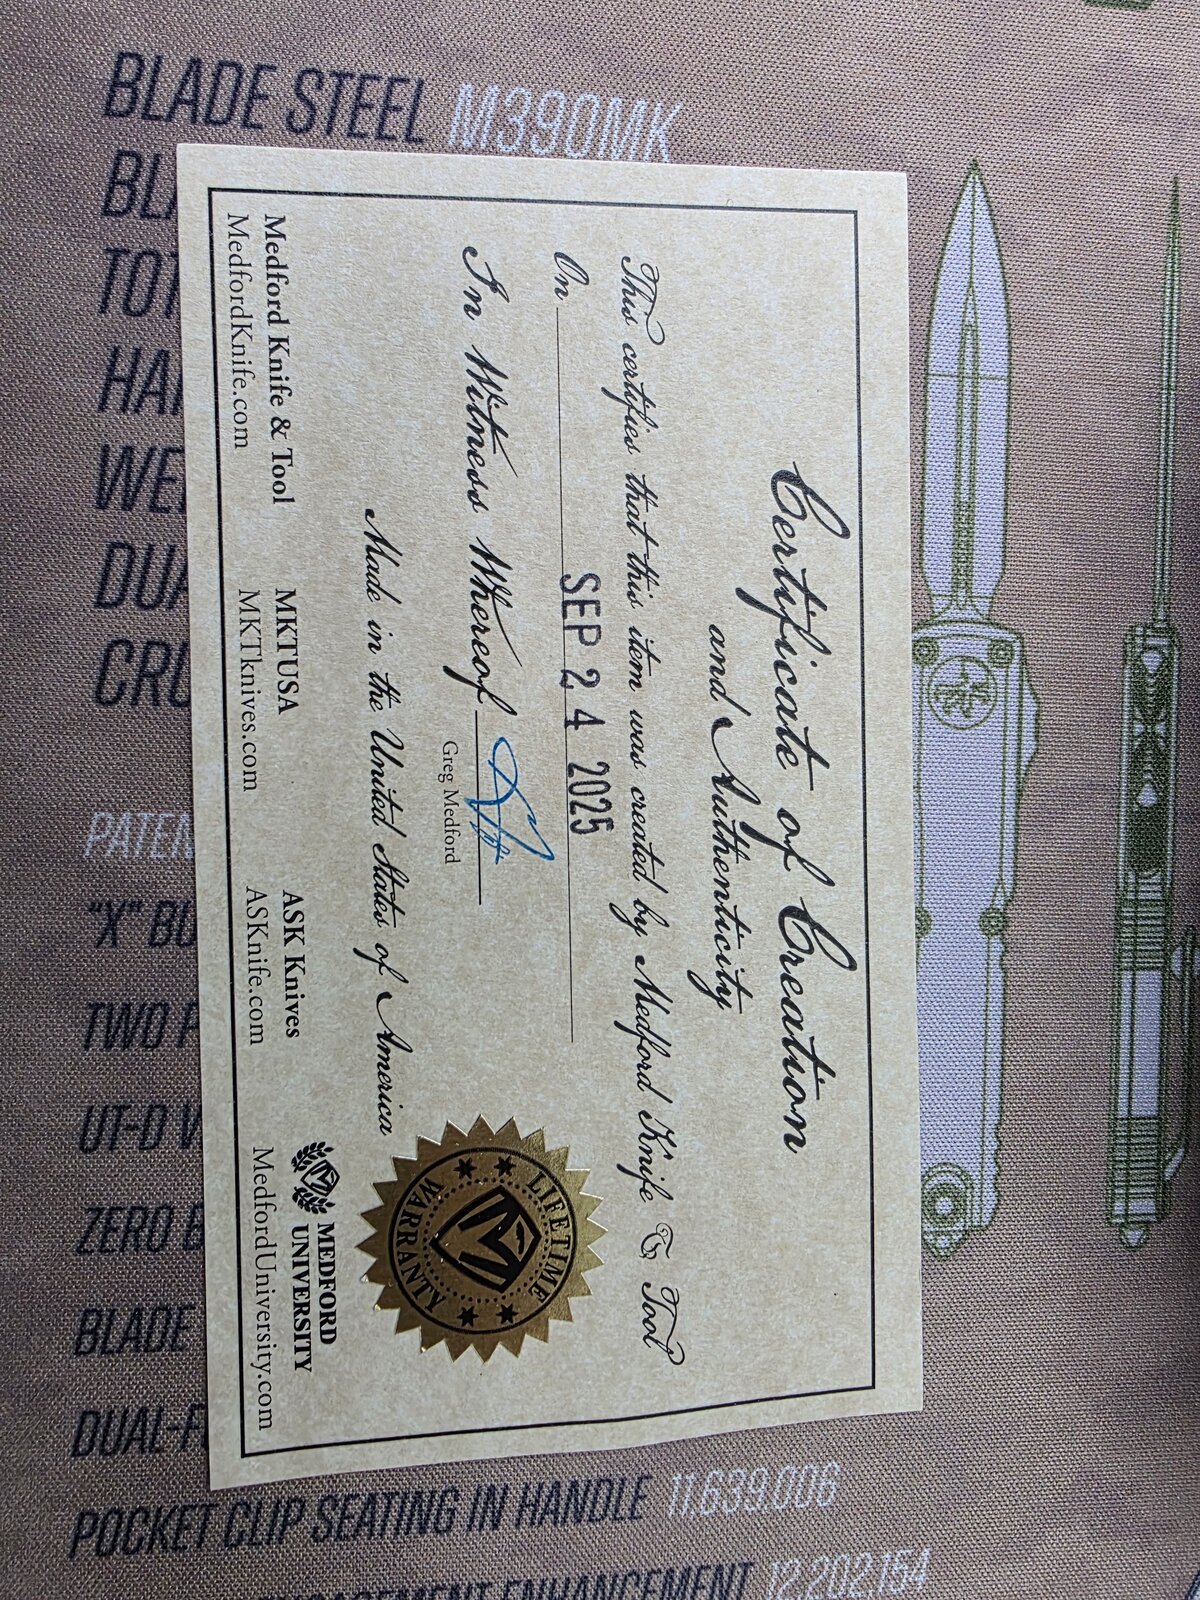 BLADE STEEL M390MK
Certificate of Creation
and Authenticity
This certifies that this item was created by Medford Knife & Tool
On SEP 24 2025
In Witness Whereof
Greg Medford
Made in the United States of America
LIFETIME
WARRANTY
Medford Knife & Tool
MedfordKnife.com
MKTUSA
MKTknives.com
ASK Knives
ASKnife.com
MEDFORD
UNIVERSITY
MedfordUniversity.com
"X" BU
TWO P
UT-D W
ZERO B
BLADE
DUAL-F
POCKET CLIP SEATING IN HANDLE 11.639.006
ENHANCEMENT 12.202.154